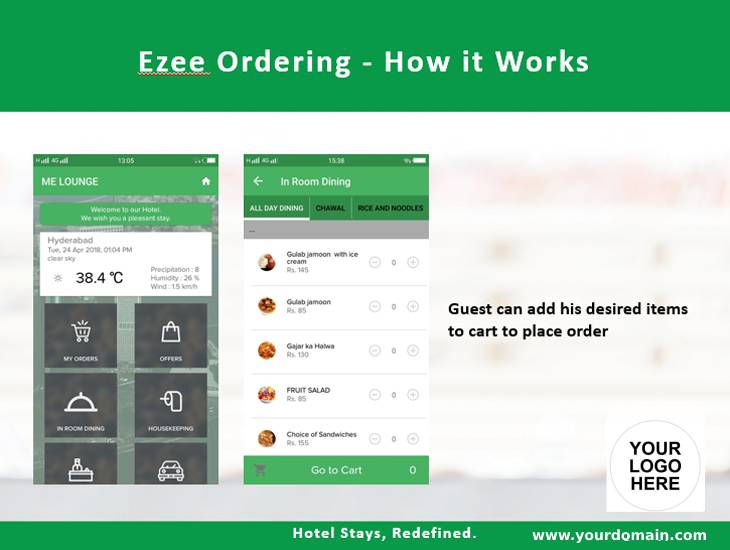 Ezee Ordering - How it Works
13:05
ME LOUNGE
Welcome to our Hotel.
We wish you a pleasant stay.
Hyderabad
Tue, 24 Apr 2018, 01:04 PM
clear sky
38.4 ℃
Precipitation : 8
Humidity : 26 %
Wind : 1.5 km/h
MY ORDERS
OFFERS
IN ROOM DINING
HOUSEKEEPING
15:38
In Room Dining
ALL DAY DINING
CHAWAL
RICE AND NOODLES
...
Gulab jamoon with ice
cream
Rs. 145
0
Gulab jamoon
Rs. 85
0
Gajar ka Halwa
Rs. 130
0
FRUIT SALAD
Rs. 85
0
Choice of Sandwiches
Rs. 155
0
Go to Cart
0
Guest can add his desired items
to cart to place order
YOUR
LOGO
HERE
Hotel Stays, Redefined.
www.yourdomain.com